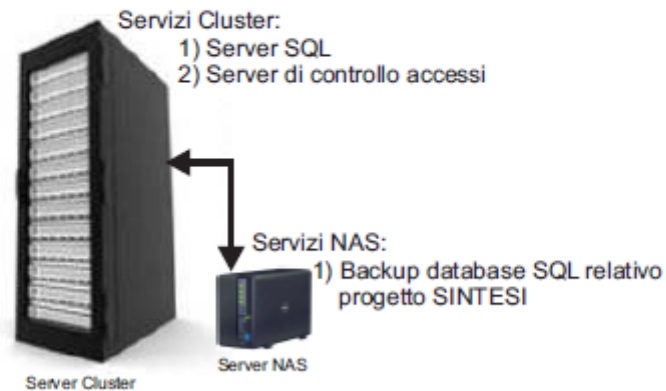 Servizi Cluster:
1) Server SQL
2) Server di controllo accessi
Servizi NAS:
1) Backup database SQL relativo
progetto SINTESI
Server NAS
Server Cluster